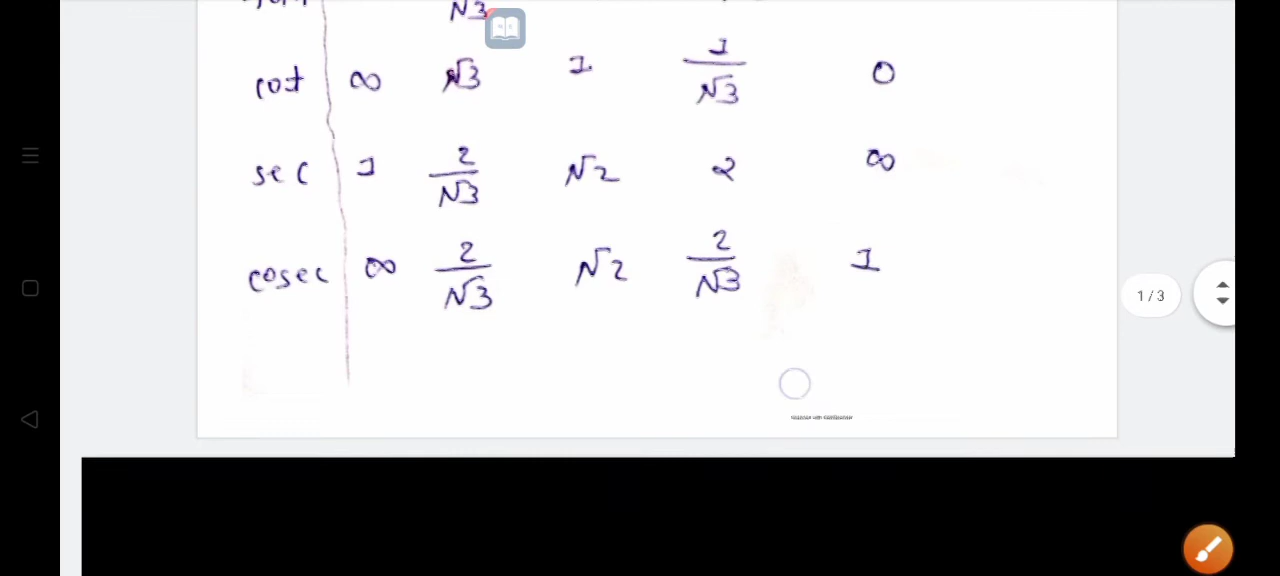 √3
cot ∞ √3 1 1/√3 0
sec 1 2/√3 √2 2 ∞
cosec ∞ 2/√3 √2 2/√3 1
1 / 3